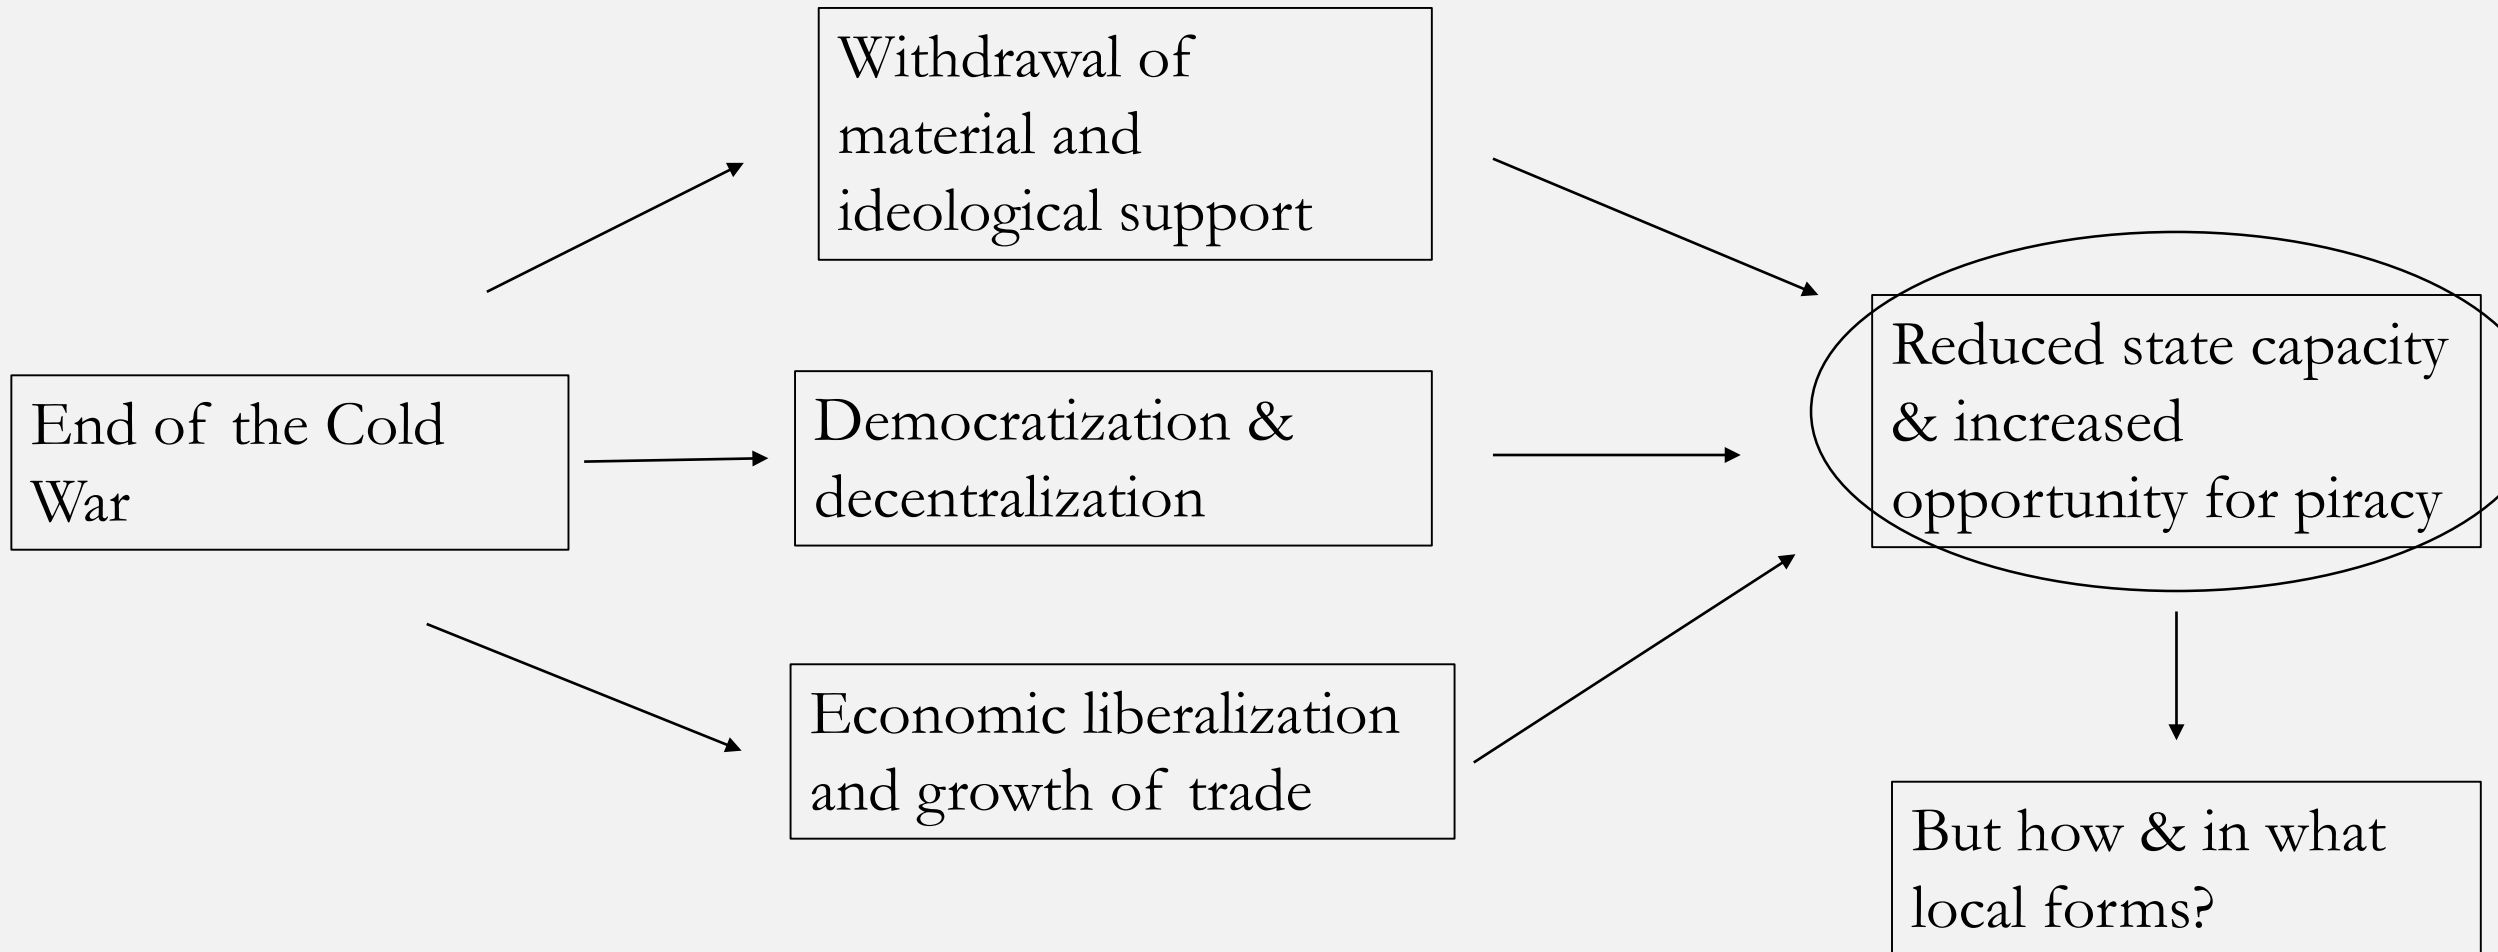 Withdrawal of
material and
ideological support
End of the Cold
War
Democratization &
decentralization
Economic liberalization
and growth of trade
Reduced state capacity
& increased
opportunity for piracy
But how & in what
local forms?